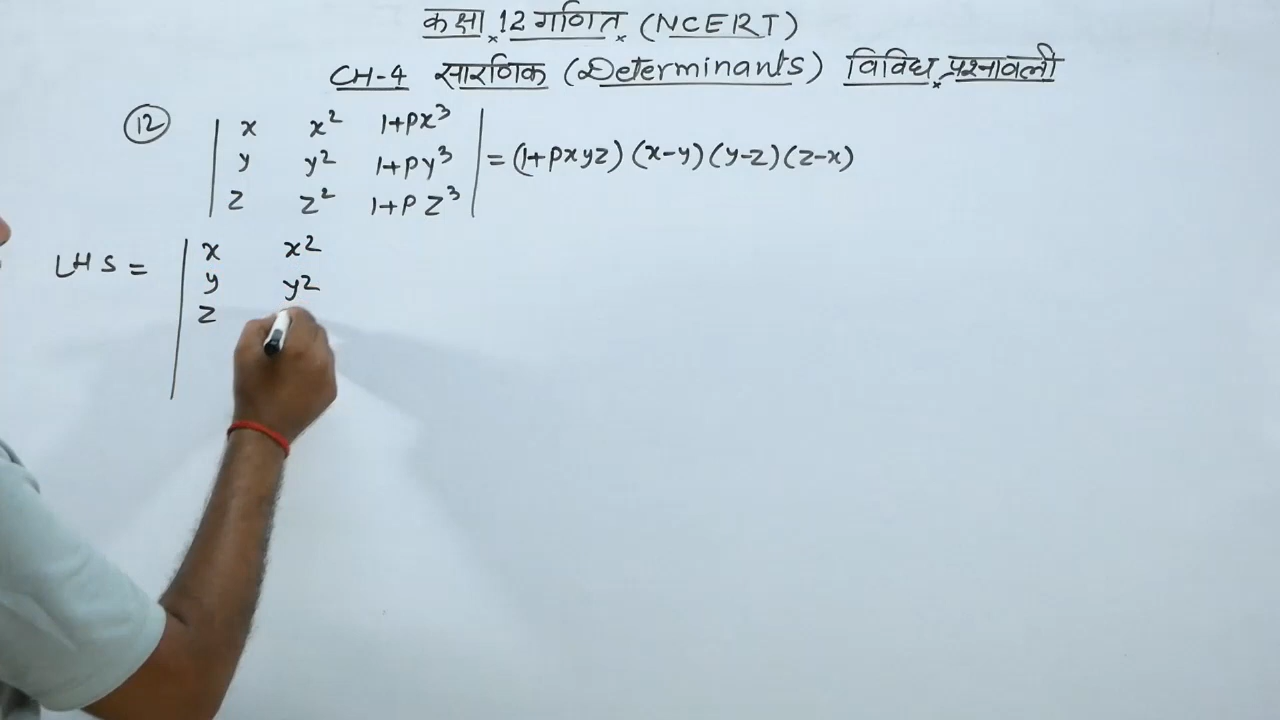 कक्षा 12 गणित (NCERT)
CH-4 सारणिक (Determinants) विविध प्रश्नावली
(12) | x x² 1+px³ |
| y y² 1+py³ | = (1+pxyz) (x-y) (y-z) (z-x)
| z z² 1+pz³ |
LHS = | x x²
y y²
z